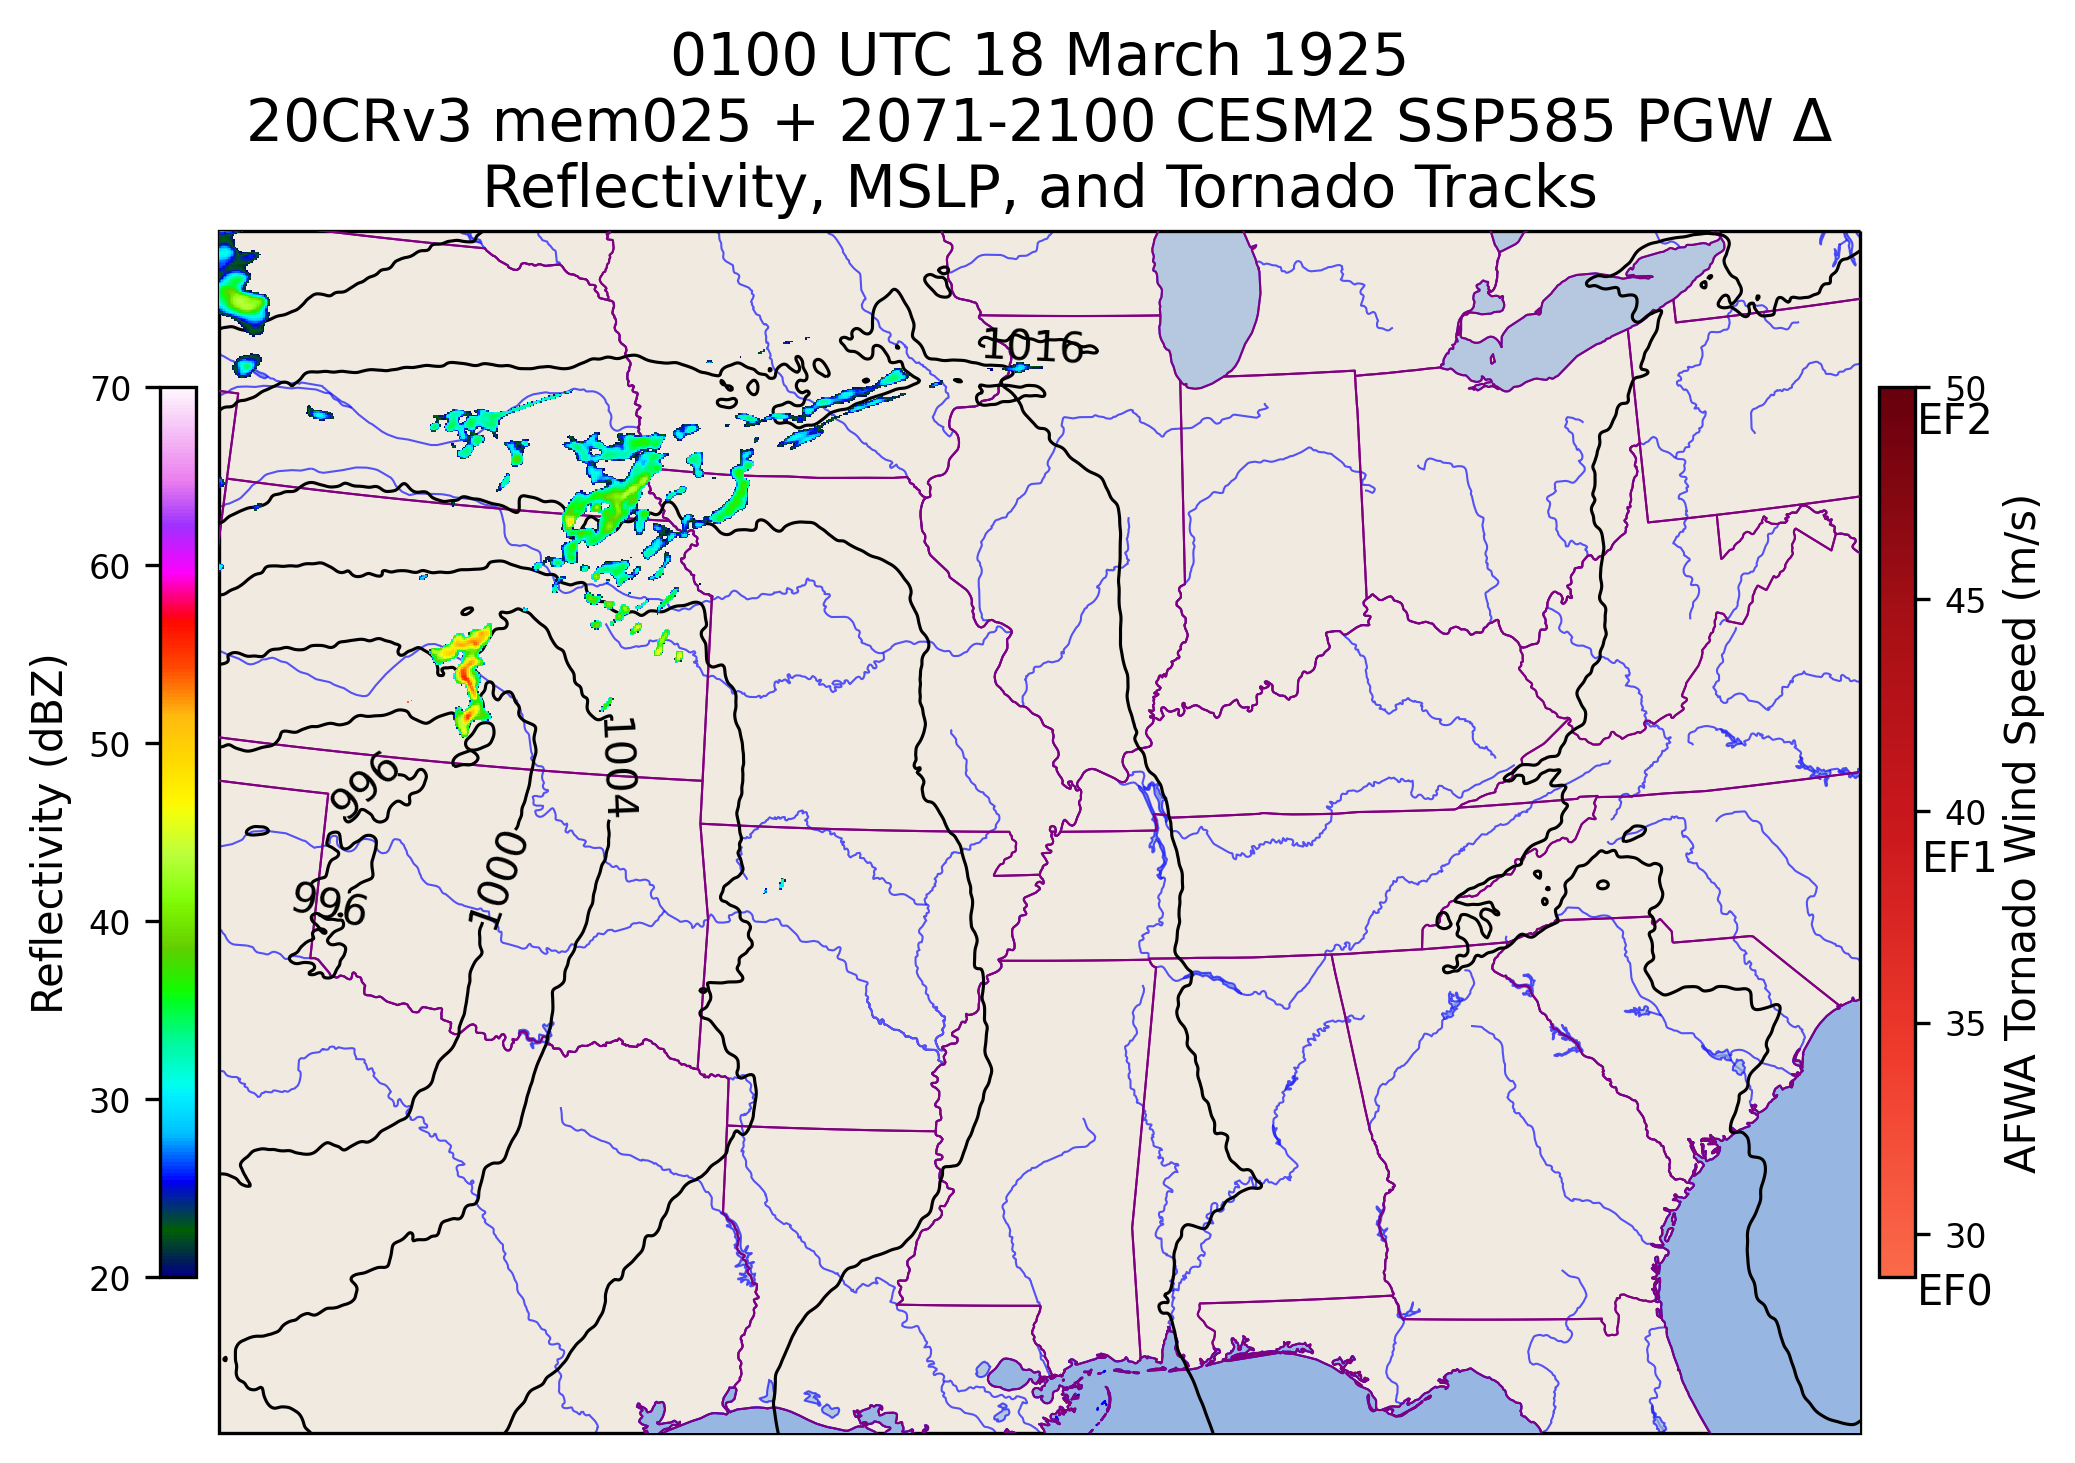 0100 UTC 18 March 1925
20CRv3 mem025 + 2071-2100 CESM2 SSP585 PGW Δ
Reflectivity, MSLP, and Tornado Tracks
70
60
50
40
30
20
Reflectivity (dBZ)
1016
1004
996
1000
996
50
EF2
45
40
EF1
35
30
EF0
AFWA Tornado Wind Speed (m/s)